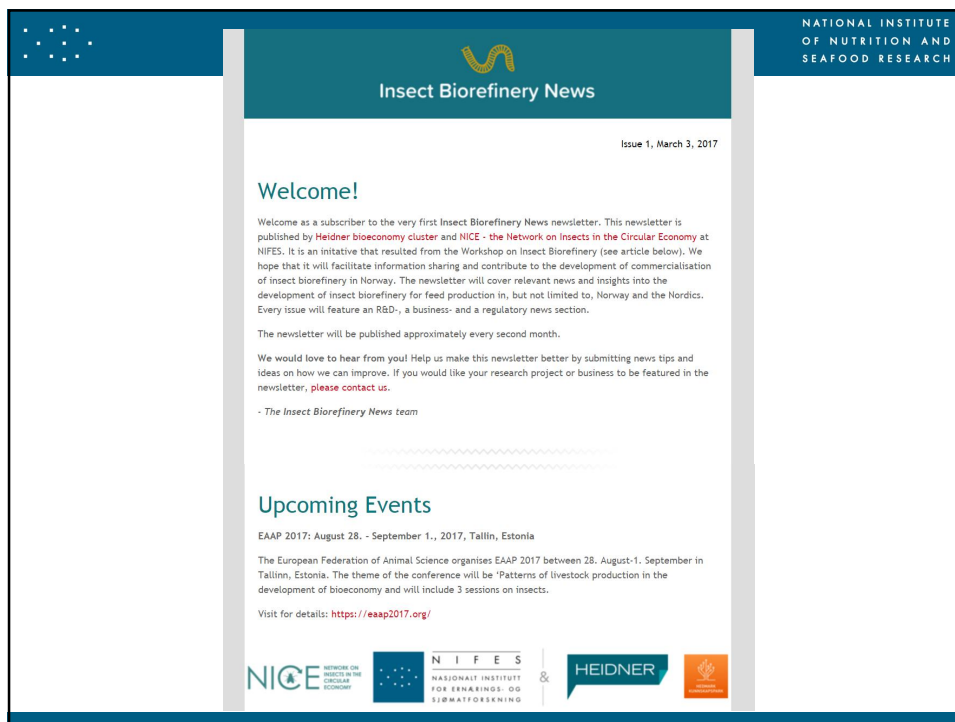 NATIONAL INSTITUTE
OF NUTRITION AND
SEAFOOD RESEARCH
Insect Biorefinery News
Issue 1, March 3, 2017
Welcome!
Welcome as a subscriber to the very first Insect Biorefinery News newsletter. This newsletter is
published by Heidner bioeconomy cluster and NICE - the Network on Insects in the Circular Economy at
NIFES. It is an initative that resulted from the Workshop on Insect Biorefinery (see article below). We
hope that it will facilitate information sharing and contribute to the development of commercialisation
of insect biorefinery in Norway. The newsletter will cover relevant news and insights into the
development of insect biorefinery for feed production in, but not limited to, Norway and the Nordics.
Every issue will feature an R&D-, a business- and a regulatory news section.
The newsletter will be published approximately every second month.
We would love to hear from you! Help us make this newsletter better by submitting news tips and
ideas on how we can improve. If you would like your research project or business to be featured in the
newsletter, please contact us.
- The Insect Biorefinery News team
Upcoming Events
EAAP 2017: August 28. - September 1., 2017, Tallin, Estonia
The European Federation of Animal Science organises EAAP 2017 between 28. August-1. September in
Tallinn, Estonia. The theme of the conference will be 'Patterns of livestock production in the
development of bioeconomy and will include 3 sessions on insects.
Visit for details: https://eaap2017.org/
NICE
NETWORK ON
INSECTS IN THE
CIRCULAR
ECONOMY
NIFES
NASJONALT INSTITUTT
FOR ERNÆRINGS- OG
SJØMATFORSKNING
&
HEIDNER